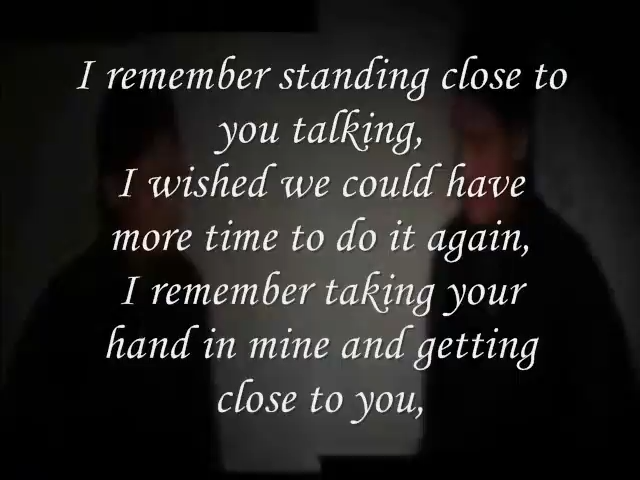 I remember standing close to
you talking,
I wished we could have
more time to do it again,
I remember taking your
hand in mine and getting
close to you,